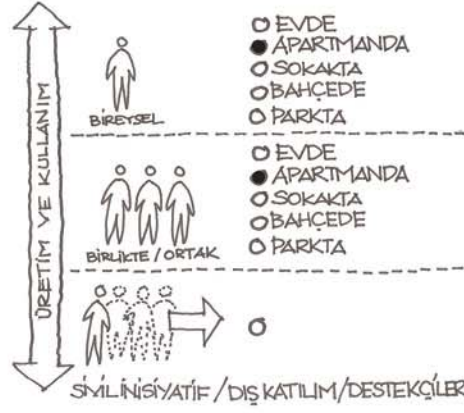 ÜRETİM VE KULLANIM
BİREYSEL
EVDE
APARTMANDA
SOKAKTA
BAHÇEDE
PARKTA
BİRLİKTE / ORTAK
EVDE
APARTMANDA
SOKAKTA
BAHÇEDE
PARKTA
SİVİL İNİSİYATİF / DIŞ KATILIM / DESTEKÇİLER